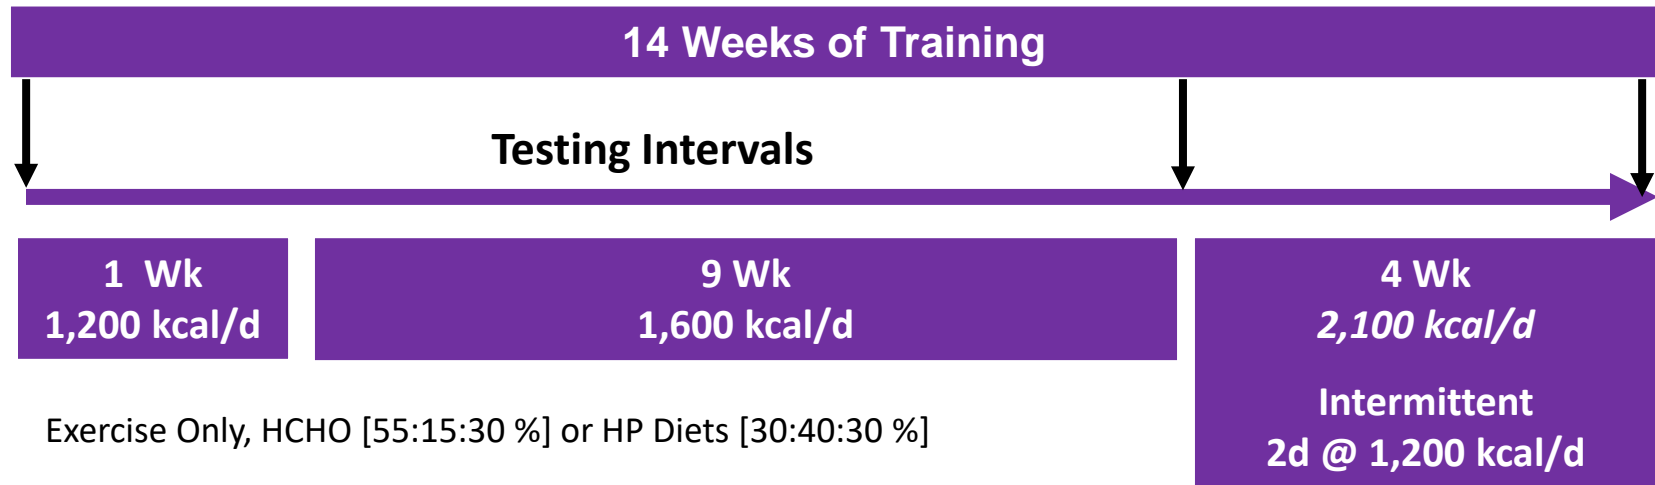 14 Weeks of Training
Testing Intervals
1 Wk
1,200 kcal/d
9 Wk
1,600 kcal/d
4 Wk
2,100 kcal/d
Intermittent
2d @ 1,200 kcal/d
Exercise Only, HCHO [55:15:30 %] or HP Diets [30:40:30 %]